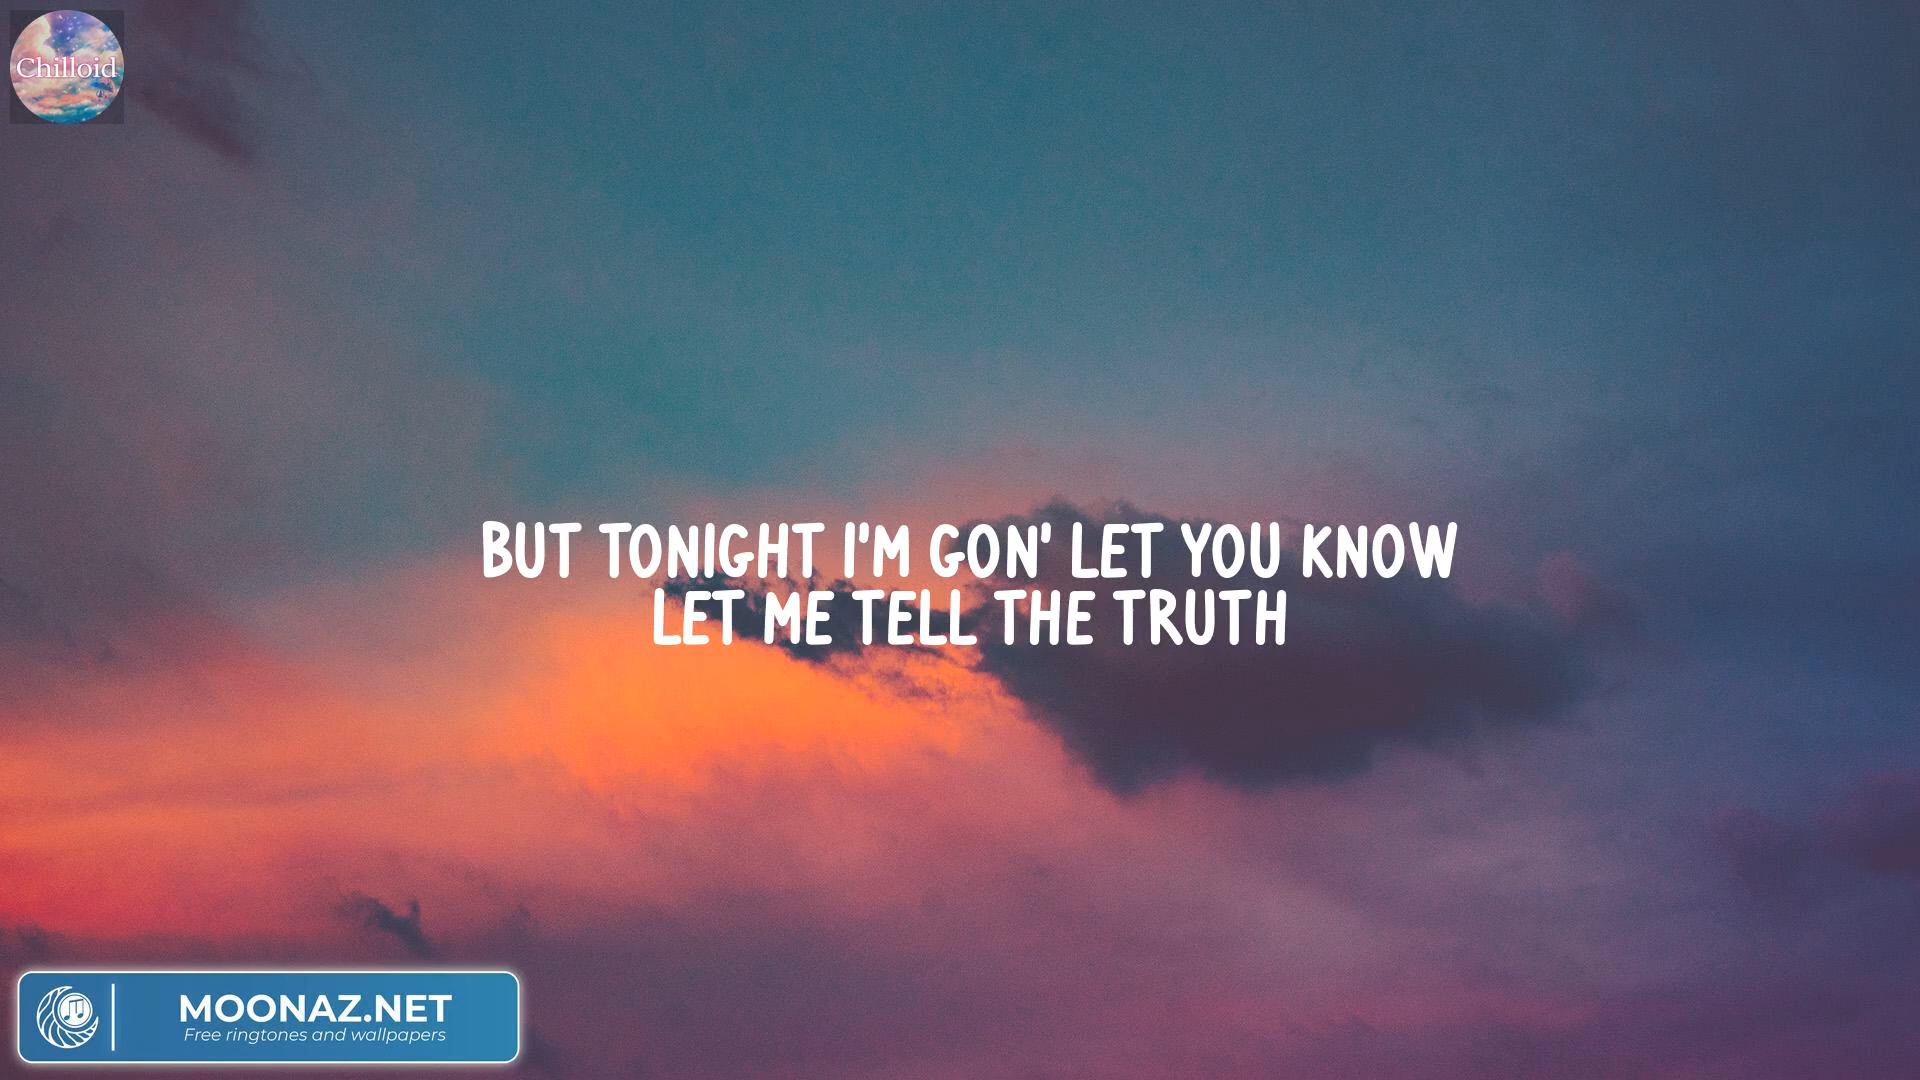 Chilloid
BUT TONIGHT I'M GON' LET YOU KNOW
LET ME TELL THE TRUTH
MOONAZ.NET
Free ringtones and wallpapers